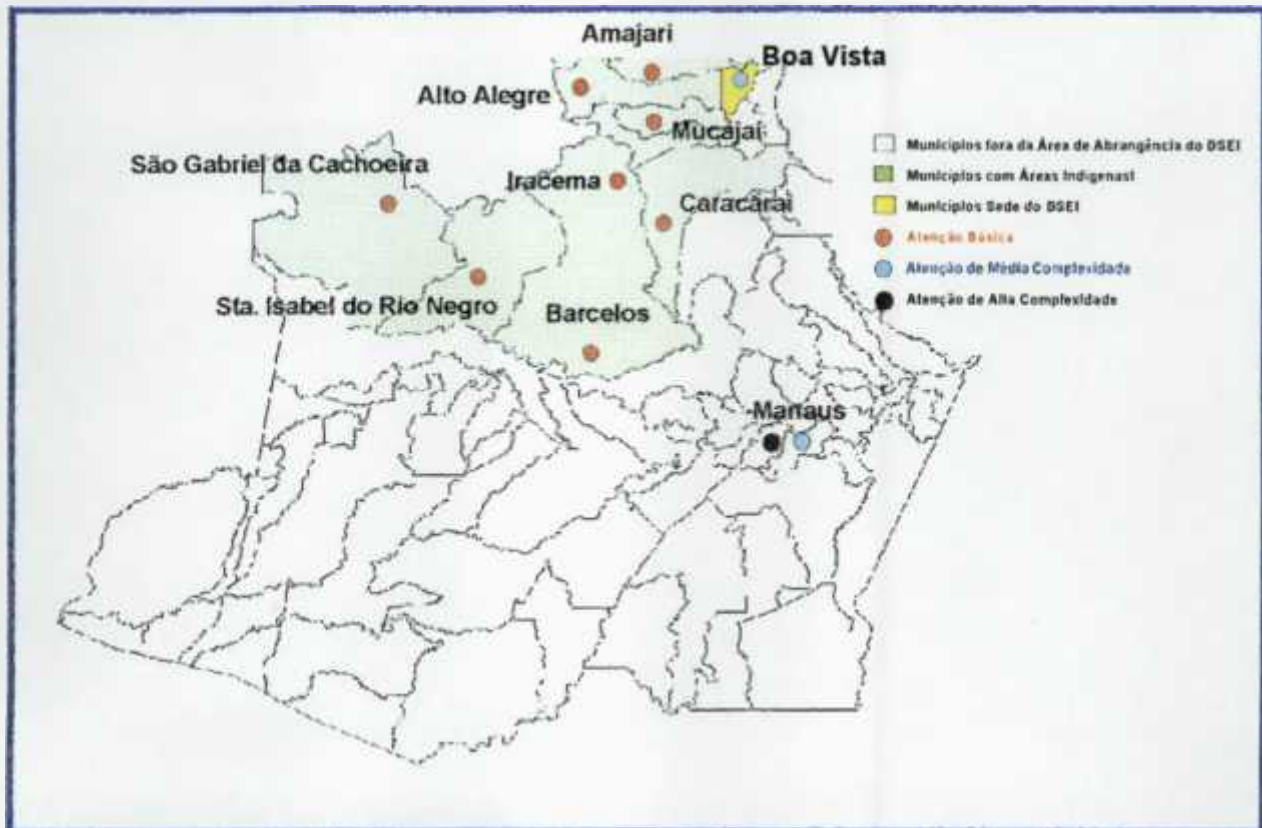 Amajari
Boa Vista
Alto Alegre
Mucajaí
São Gabriel da Cachoeira
Iracema
Caracaraí
Sta. Isabel do Rio Negro
Barcelos
Manaus
Municípios fora da Área de Abrangência do DSEI
Municípios com Áreas Indígenast
Municípios Sede do DSEI
Atenção Básica
Atenção de Média Complexidade
Atenção de Alta Complexidade